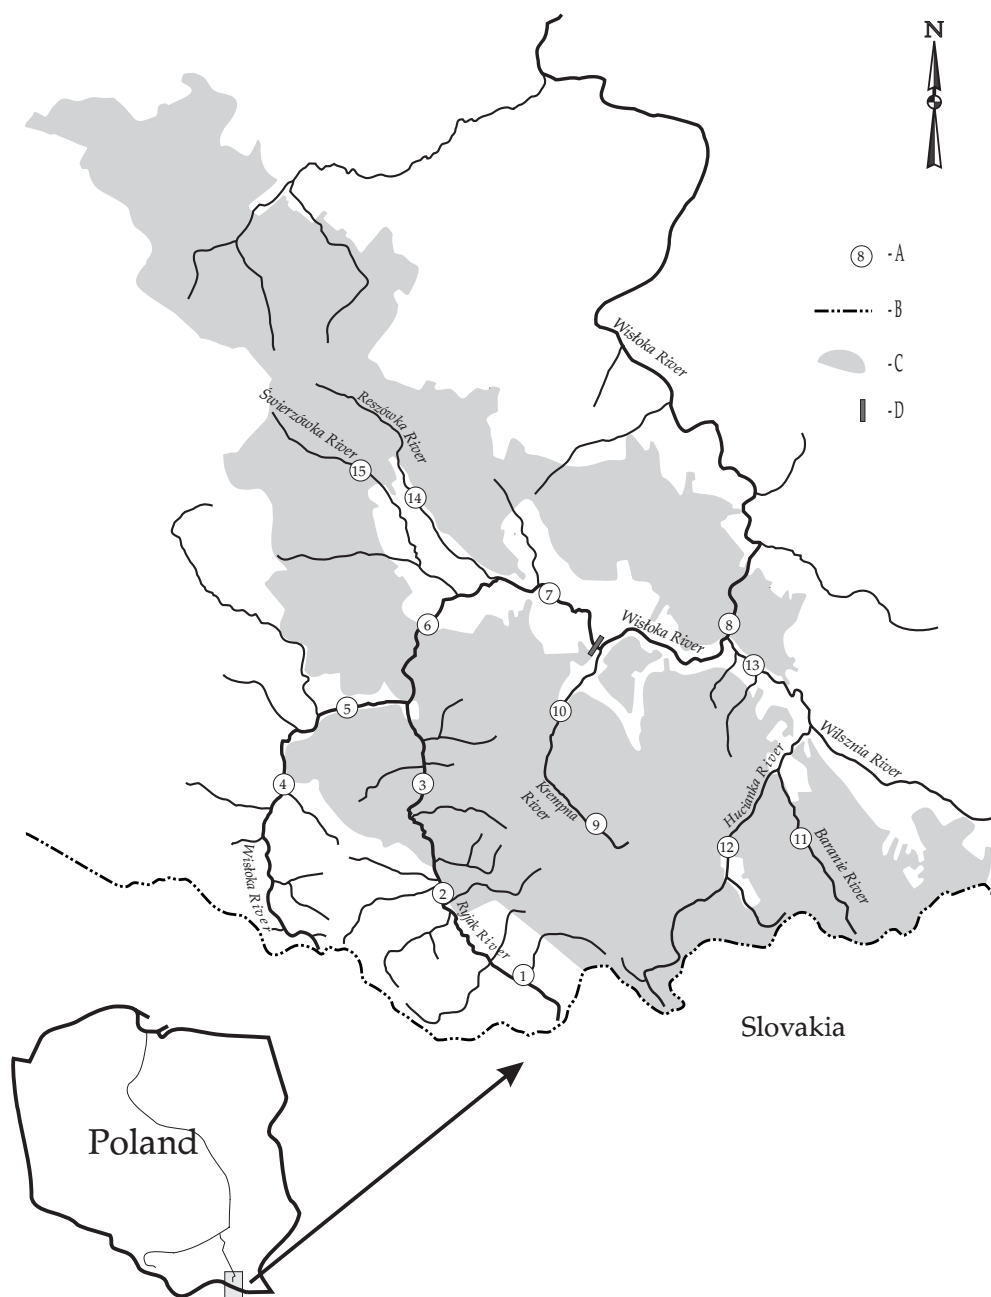 N
8 - A
- B
- C
- D
Wisłoka River
Świerzówka River
Reszówka River
15
14
7
6
Wisłoka River
8
13
5
10
Wilsznia River
4
3
Krempna
River
9
Hucianka River
12
11
Baranie River
Wisłoka River
2
Ryjak River
1
Slovakia
Poland